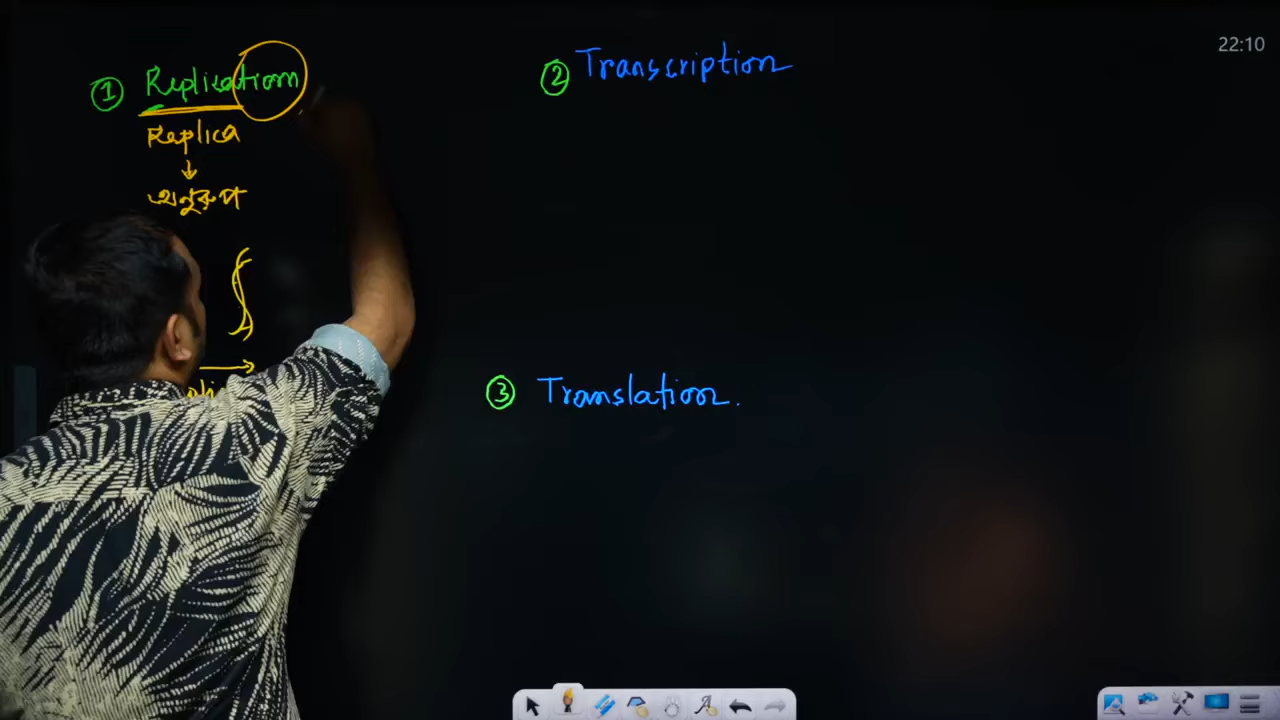 22:10
① Replication
Replica
↓
অনুরূপ
② Transcription
③ Translation.